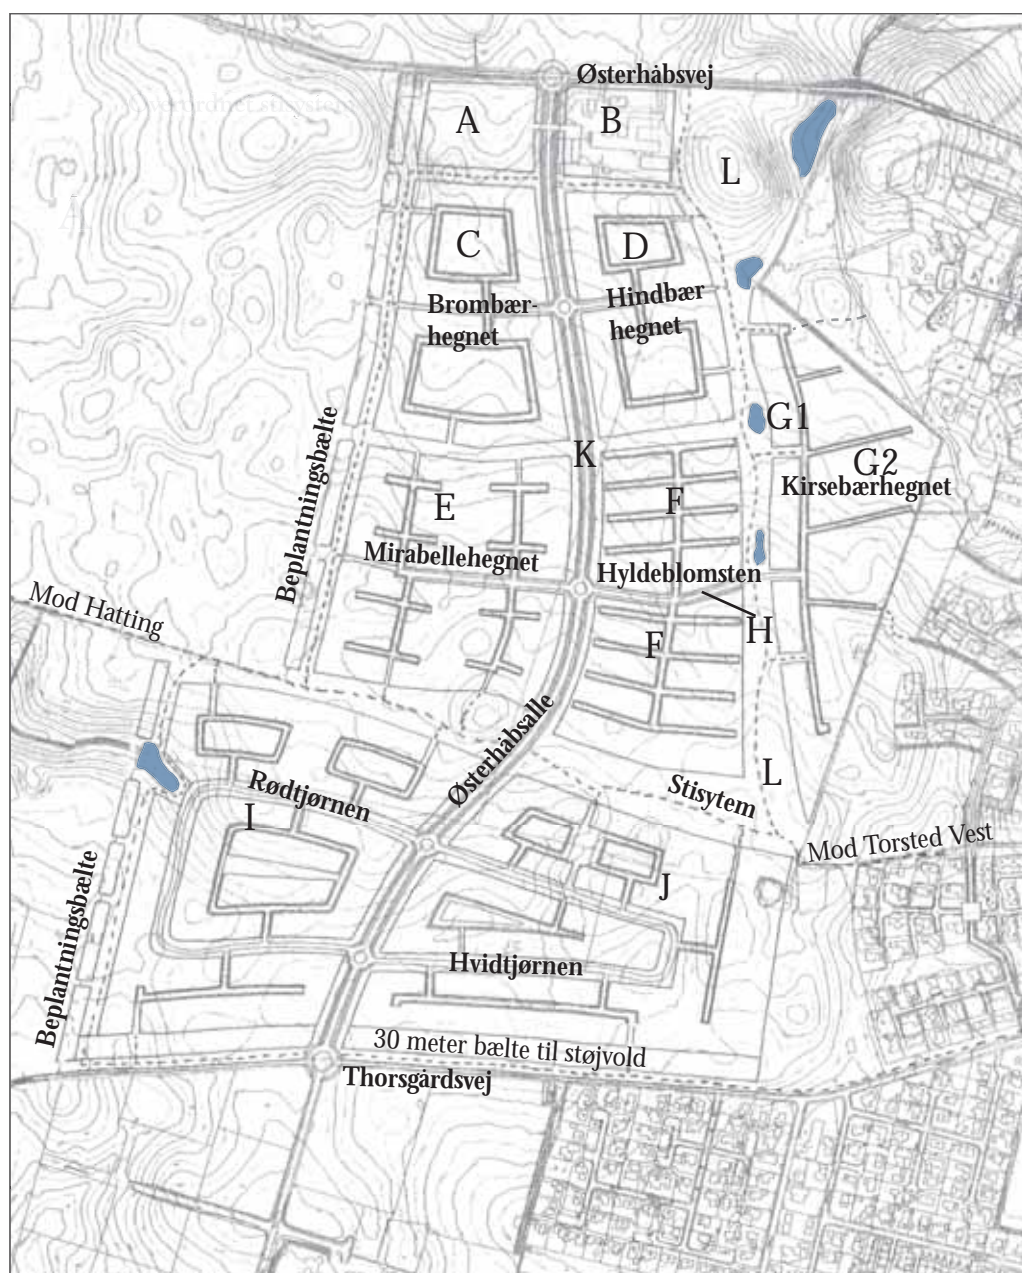 Østerhåbsvej
A
B
L
C
D
Brombær-
hegnet
Hindbær
hegnet
G1
K
G2
Kirsebærhegnet
E
F
Beplantningsbælte
Mirabellehegnet
Hyldeblomsten
Mod Hatting
H
F
Østerhåbsalle
L
Stisytem
Rødtjørnen
I
Mod Torsted Vest
J
Beplantningsbælte
Hvidtjørnen
30 meter bælte til støjvold
Thorsgårdsvej